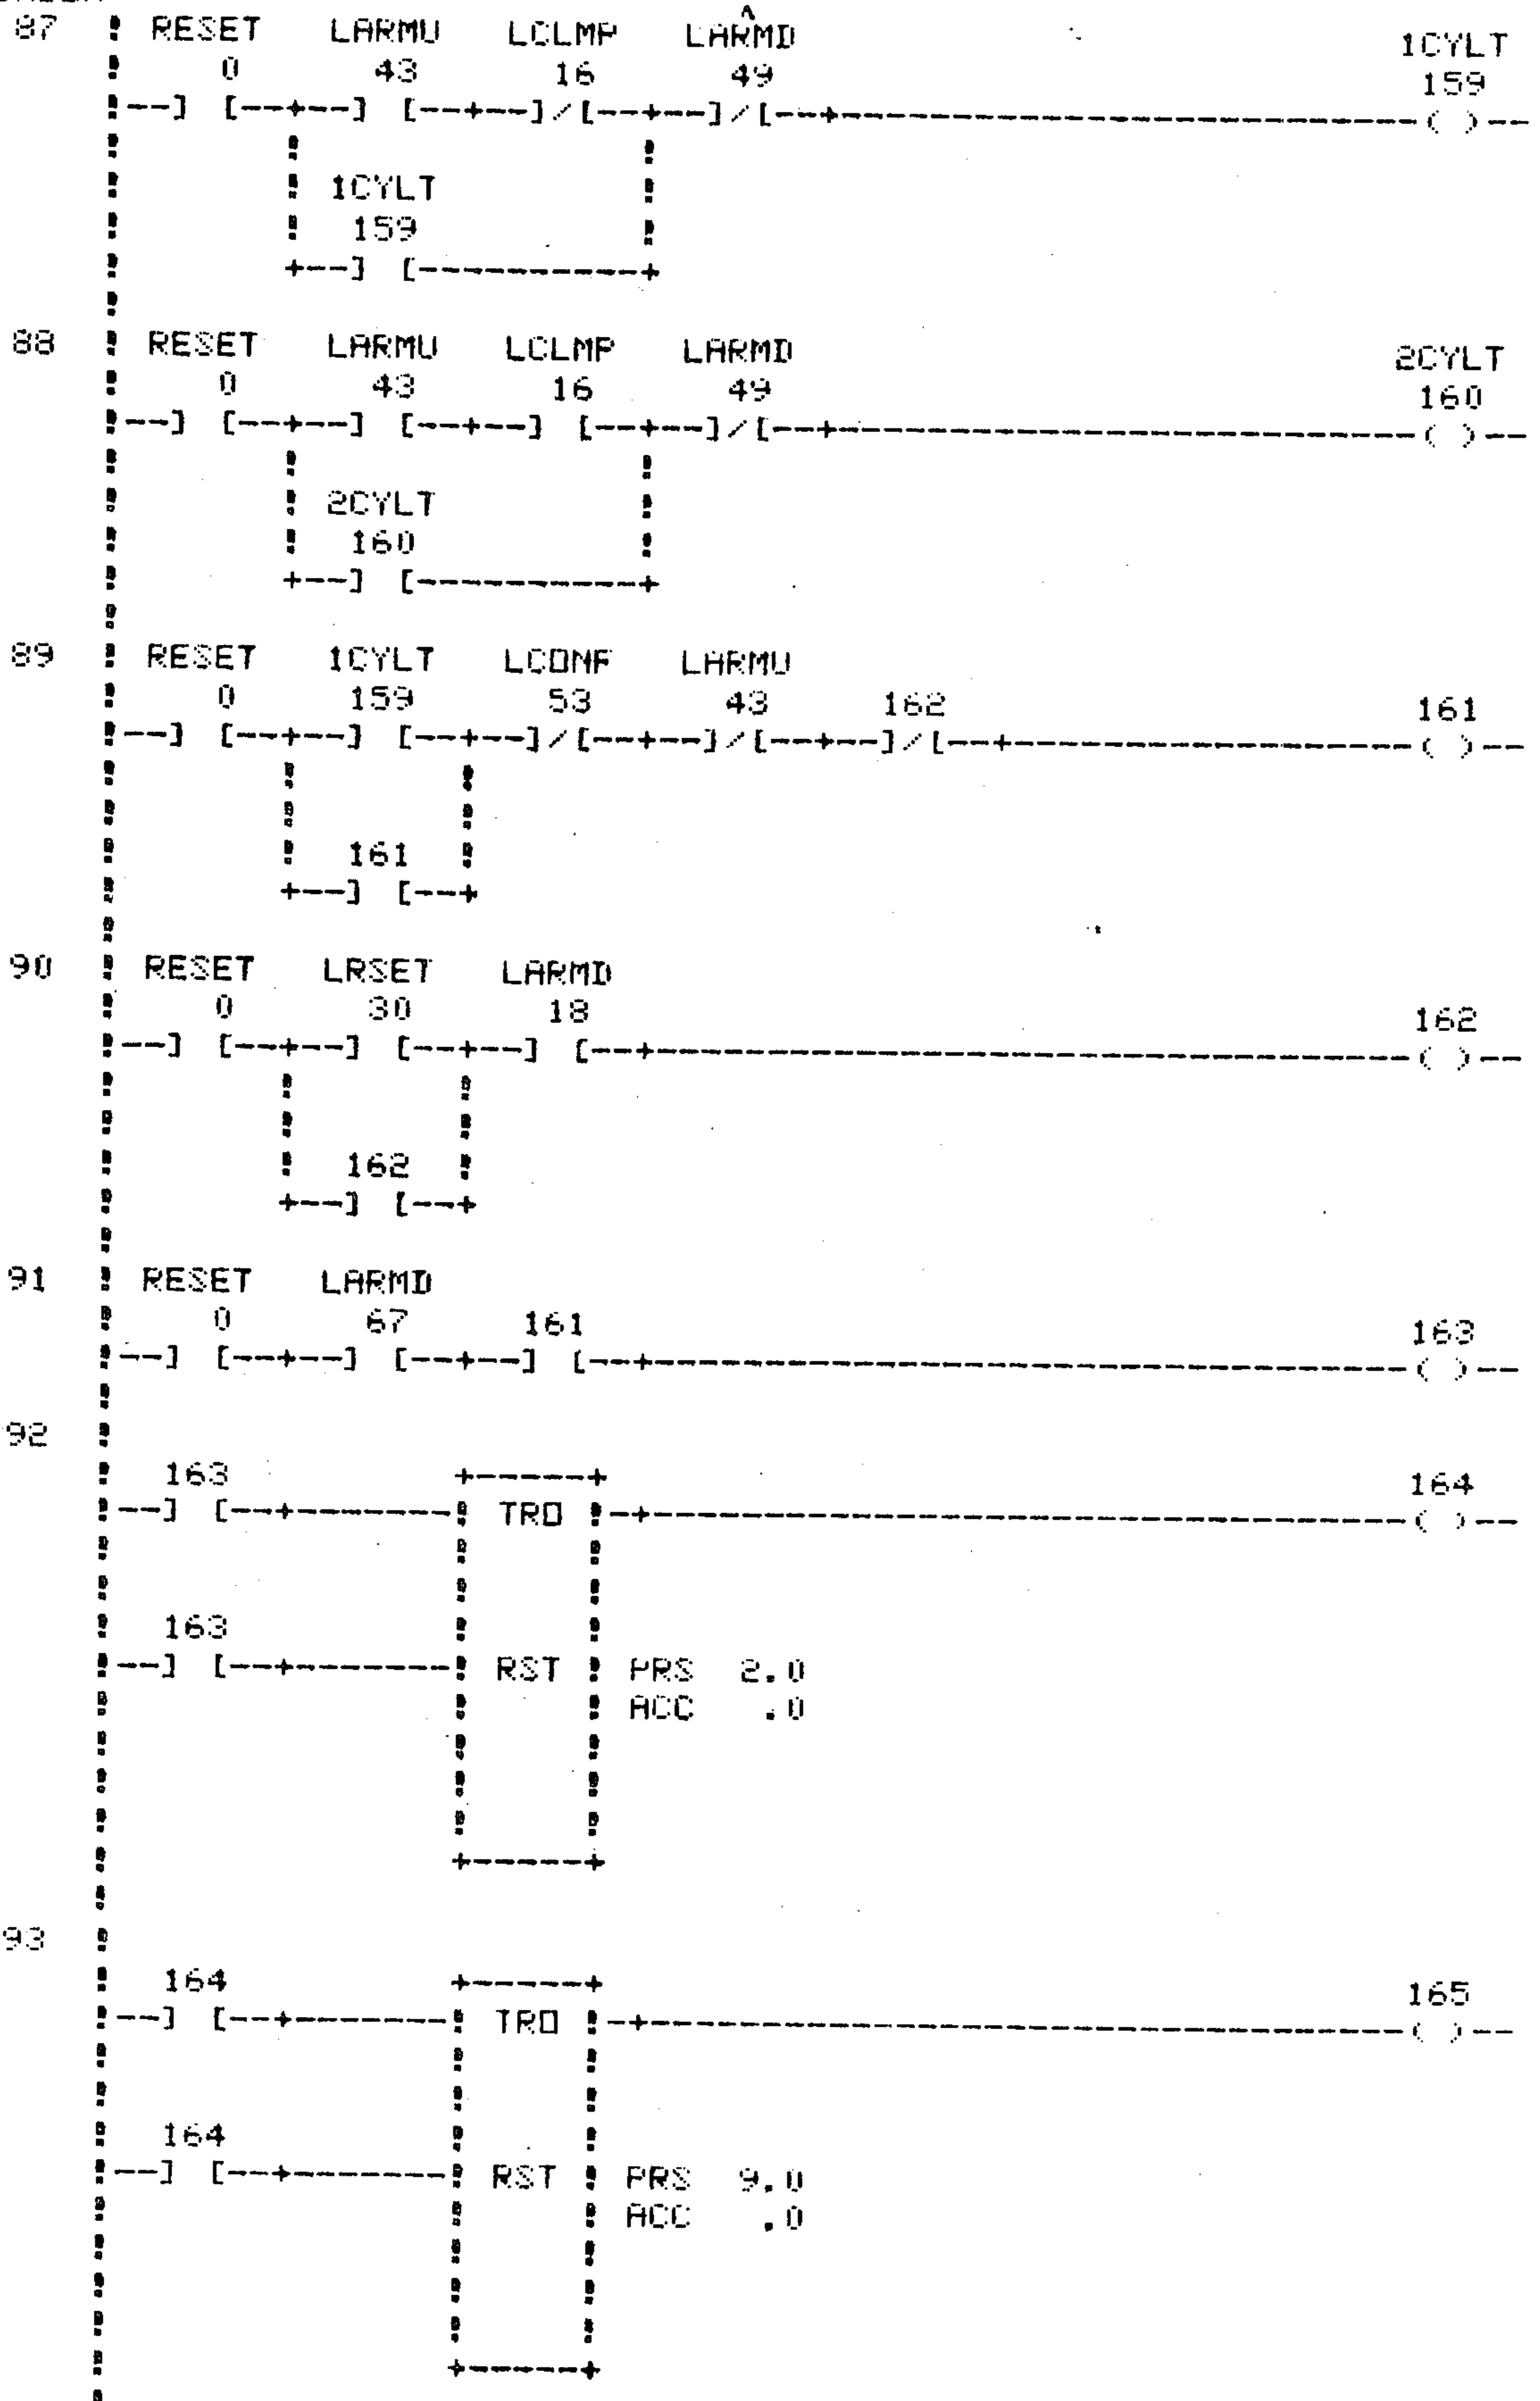 87 RESET LARMU LCLMP LARMD 1CYLT
0 43 16 49 159
--] [--+--] [--+--]/[--+--]/[--+--------------------------------( )--
1CYLT
159
+--] [-----------+
88 RESET LARMU LCLMP LARMD 2CYLT
0 43 16 49 160
--] [--+--] [--+--] [--+--]/[--+--------------------------------( )--
2CYLT
160
+--] [-----------+
89 RESET 1CYLT LCONF LARMU
0 159 53 43 162 161
--] [--+--] [--+--]/[--+--]/[--+--]/[--+----------------------( )--
161
+--] [--+
90 RESET LRSET LARMD
0 30 18 162
--] [--+--] [--+--] [--+----------------------------------------( )--
162
+--] [--+
91 RESET LARMD
0 67 161 163
--] [--+--] [--+--] [--+----------------------------------------( )--
92
163 +------+ 164
--] [--+--------! TRO !-+----------------------------------------( )--
163
--] [--+--------! RST ! PRS 2.0
ACC .0
+------+
93
164 +------+ 165
--] [--+--------! TRO !-+----------------------------------------( )--
164
--] [--+--------! RST ! PRS 9.0
ACC .0
+------+